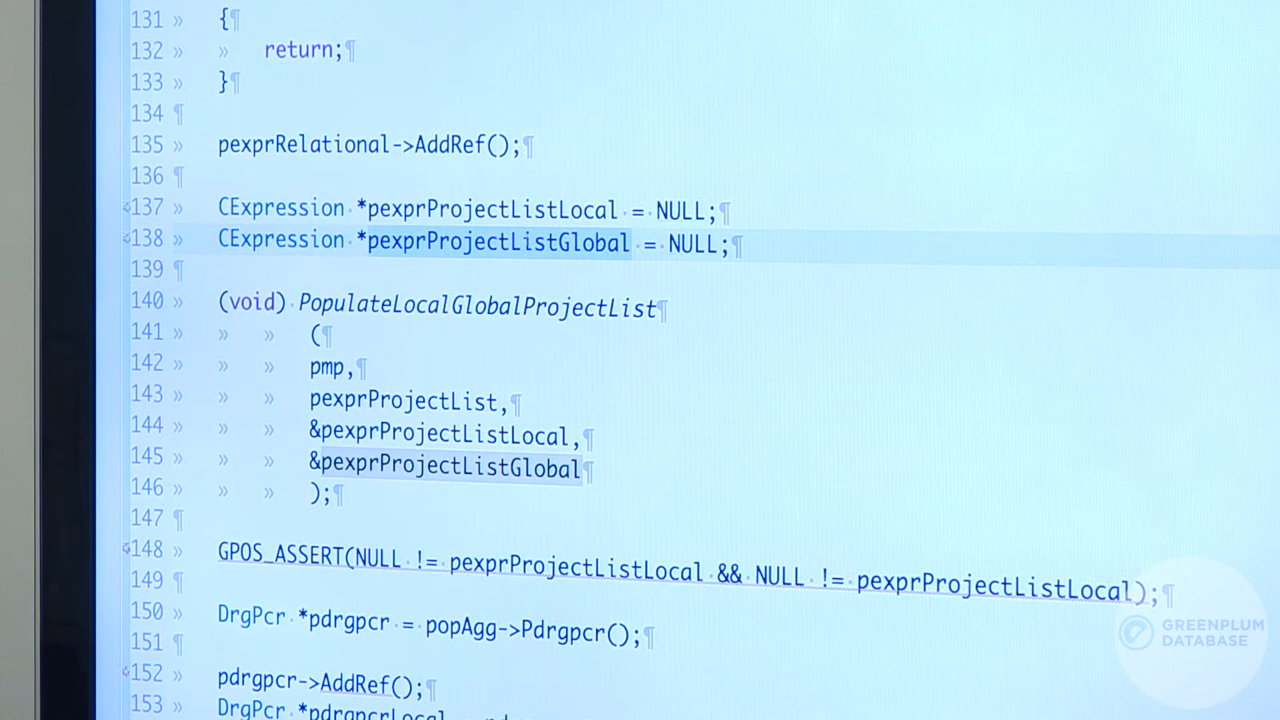 131 » {¶
132 » » return;¶
133 » }¶
134 ¶
135 » pexprRelational->AddRef();¶
136 ¶
137 » CExpression·*pexprProjectListLocal·=·NULL;¶
138 » CExpression·*pexprProjectListGlobal·=·NULL;¶
139 ¶
140 » (void)·PopulateLocalGlobalProjectList¶
141 » » » (¶
142 » » » pmp,¶
143 » » » pexprProjectList,¶
144 » » » &pexprProjectListLocal,¶
145 » » » &pexprProjectListGlobal¶
146 » » » );¶
147 ¶
148 » GPOS_ASSERT(NULL·!=·pexprProjectListLocal·&&·NULL·!=·pexprProjectListLocal);¶
149 ¶
150 » DrgPcr·*pdrgpcr·=·popAgg->Pdrgpcr();¶
151 ¶
152 » pdrgpcr->AddRef();¶
153 » DrgPcr·*pdrgpcrLocal
GREENPLUM
DATABASE